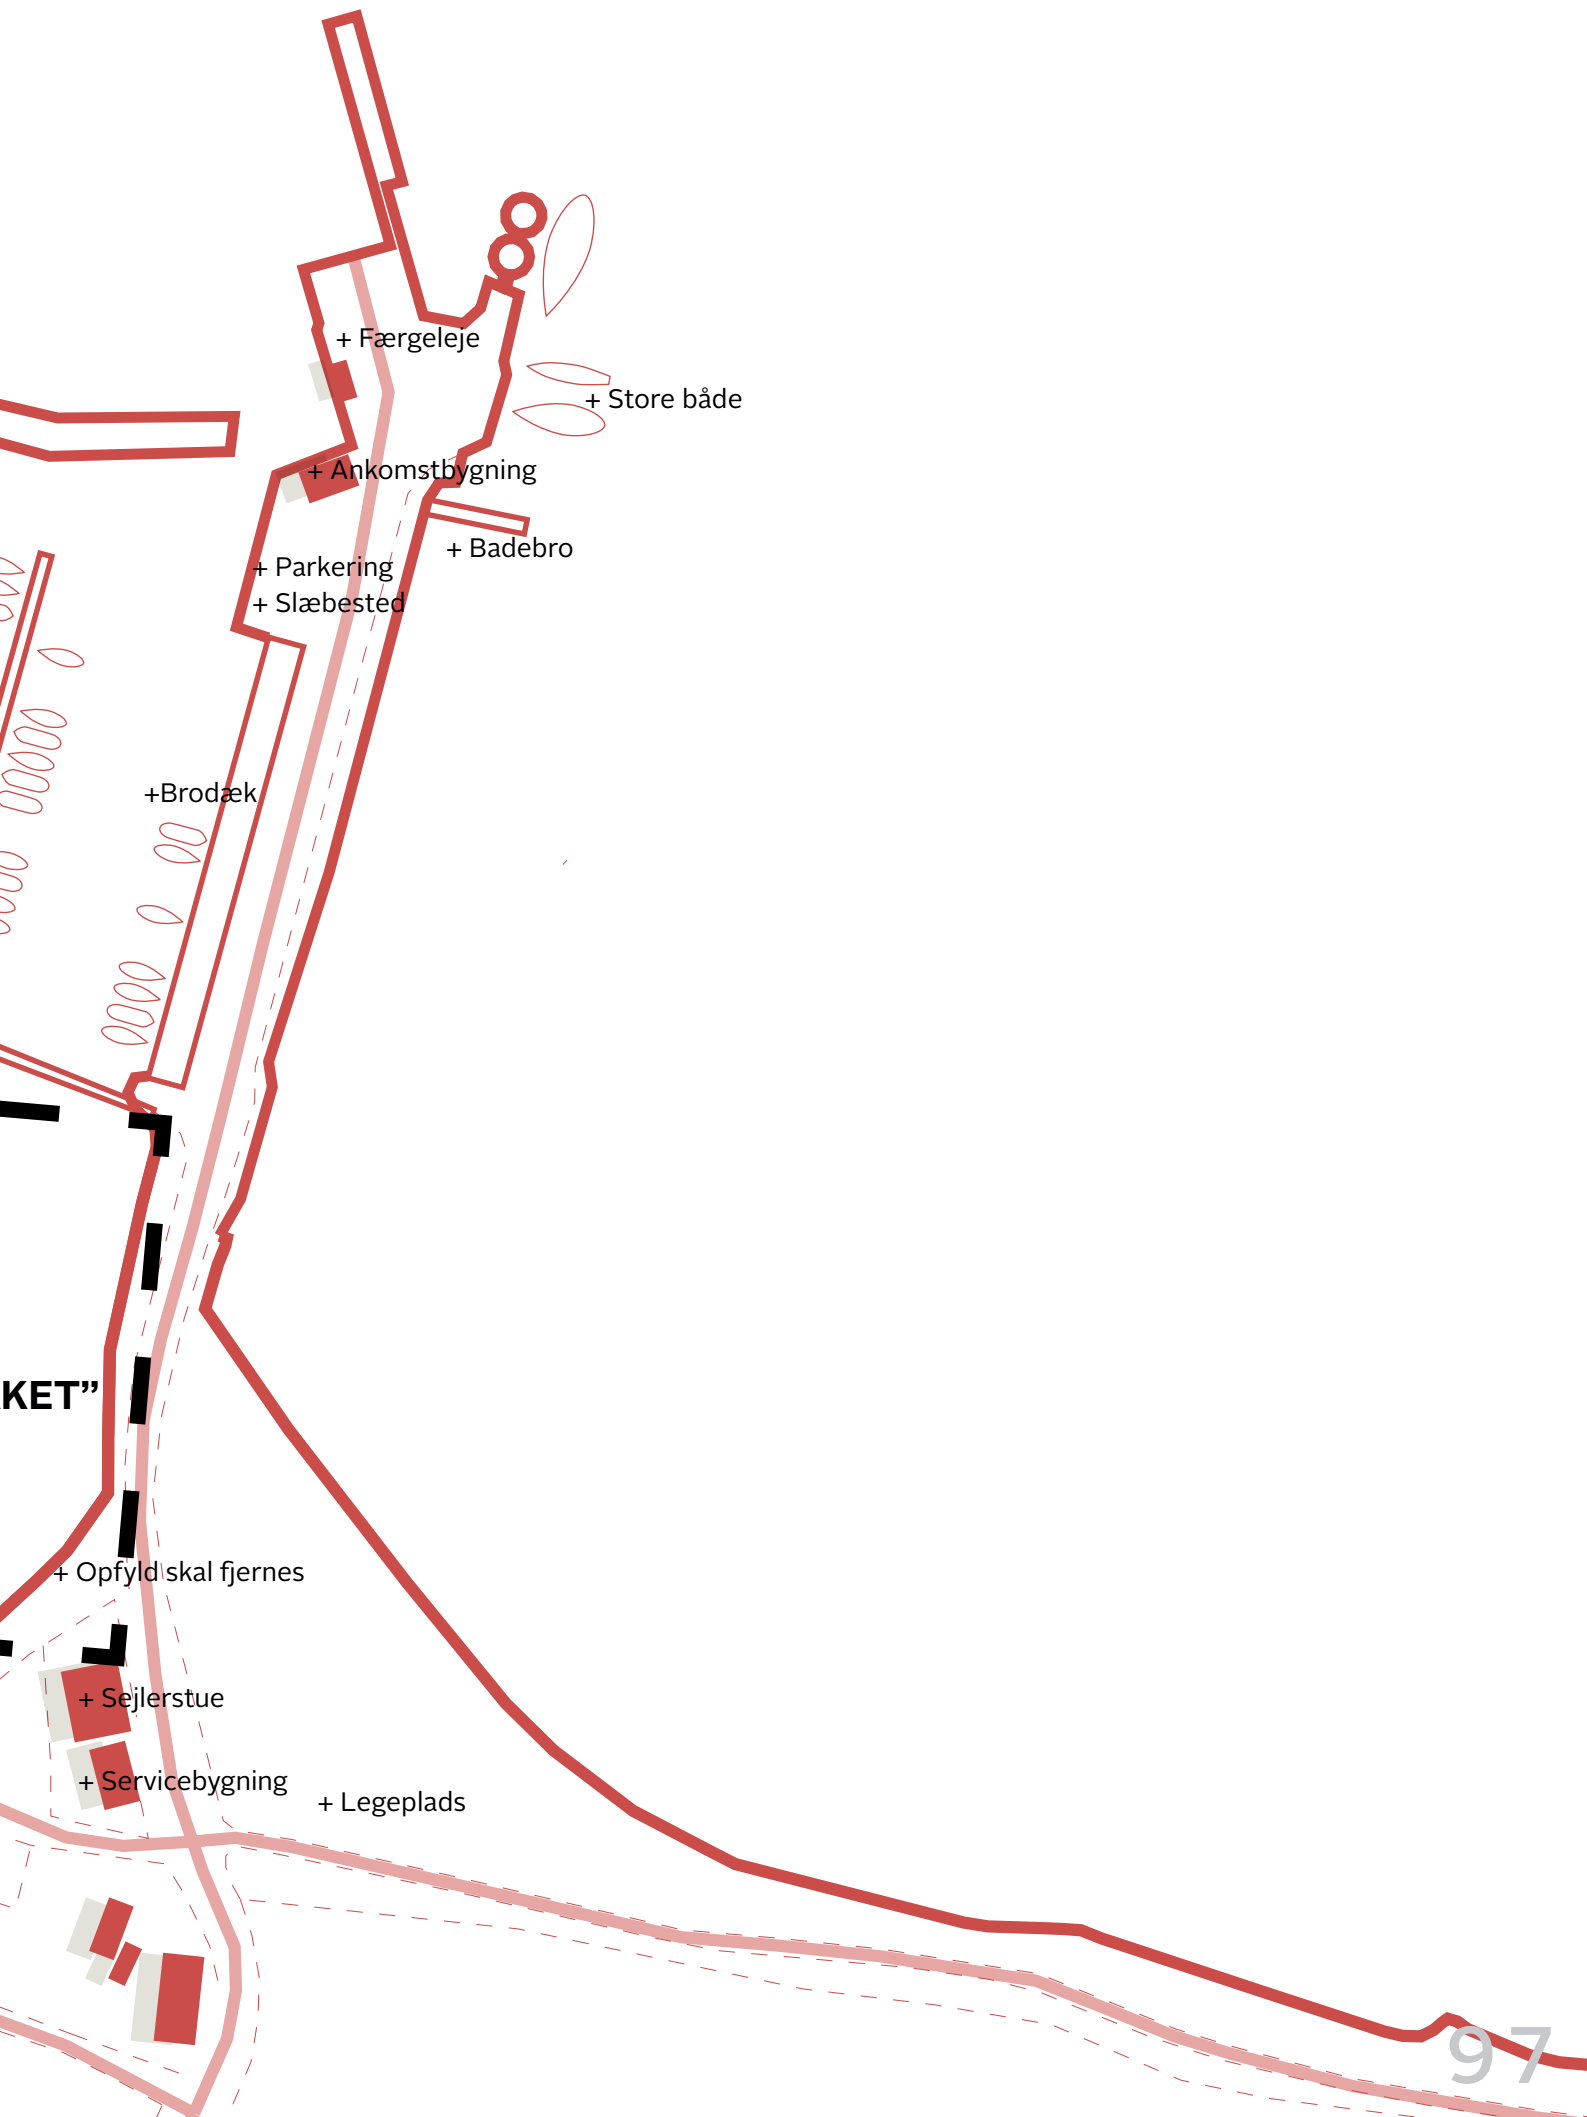 + Færgeleje
+ Store både
+ Ankomstbygning
+ Badebro
+ Parkering
+ Slæbested
+Brodæk
KET”
+ Opfyld skal fjernes
+ Sejlerstue
+ Servicebygning
+ Legeplads
97